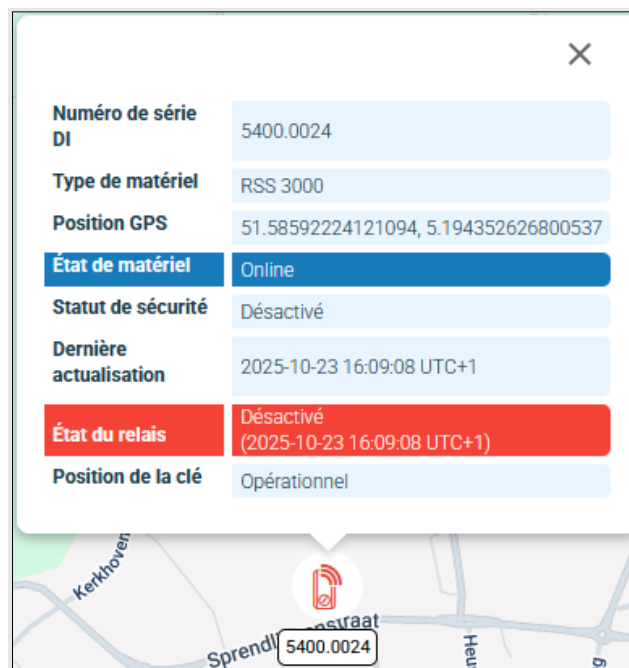 Numéro de série
DI
5400.0024
Type de matériel
RSS 3000
Position GPS
51.58592224121094, 5.194352626800537
État de matériel
Online
Statut de sécurité
Désactivé
Dernière
actualisation
2025-10-23 16:09:08 UTC+1
État du relais
Désactivé
(2025-10-23 16:09:08 UTC+1)
Position de la clé
Opérationnel
5400.0024